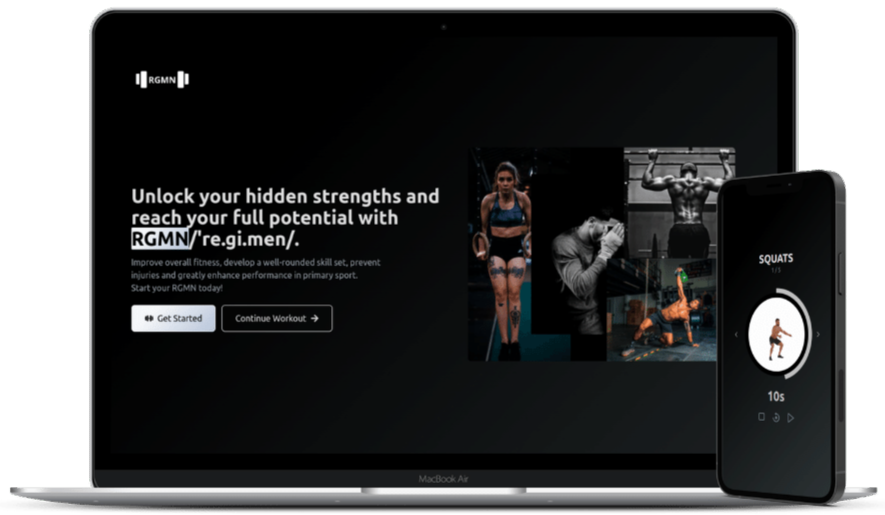 RGMN
Unlock your hidden strengths and
reach your full potential with
RGMN/'re.gi.men/.
Improve overall fitness, develop a well-rounded skill set, prevent
injuries and greatly enhance performance in primary sport.
Start your RGMN today!
Get Started
Continue Workout →
SQUATS
1/3
10s
MacBook Air